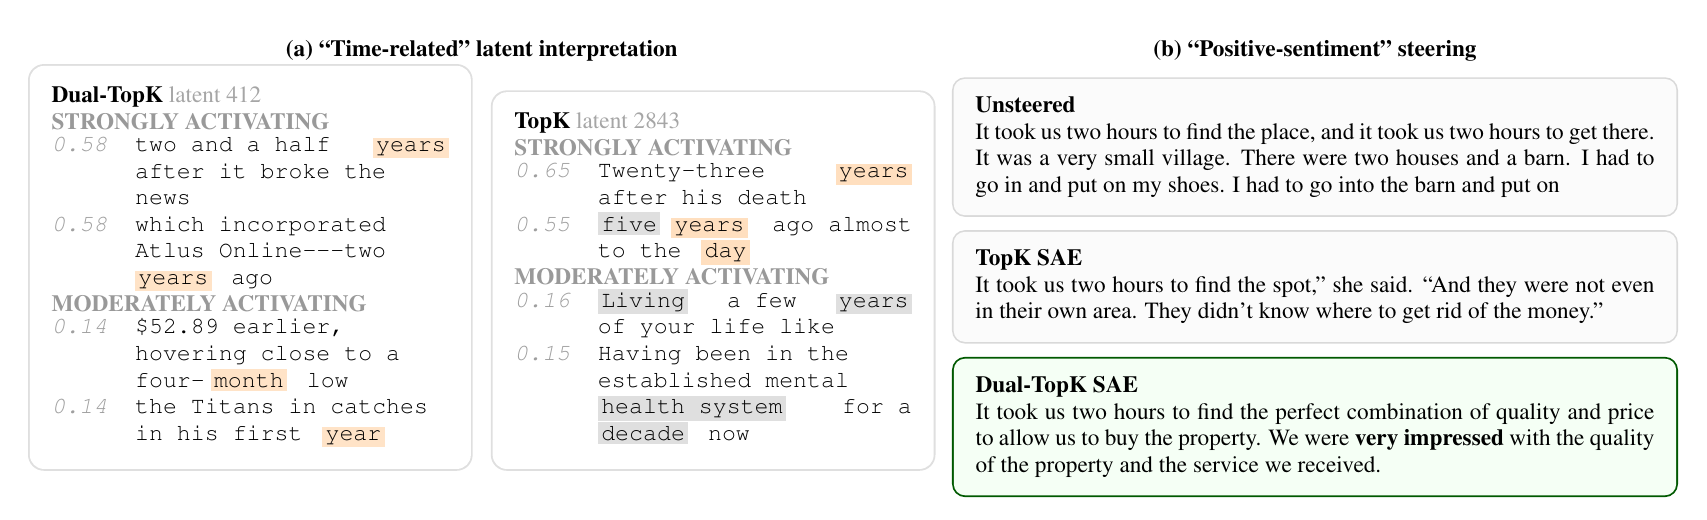 (a) “Time-related” latent interpretation
Dual-TopK latent 412
STRONGLY ACTIVATING
0.58 two and a half years
after it broke the
news
0.58 which incorporated
Atlus Online---two
years ago
MODERATELY ACTIVATING
0.14 $52.89 earlier,
hovering close to a
four-month low
0.14 the Titans in catches
in his first year
TopK latent 2843
STRONGLY ACTIVATING
0.65 Twenty-three years
after his death
0.55 five years ago almost
to the day
MODERATELY ACTIVATING
0.16 Living a few years
of your life like
0.15 Having been in the
established mental
health system for a
decade now
(b) “Positive-sentiment” steering
Unsteered
It took us two hours to find the place, and it took us two hours to get there.
It was a very small village. There were two houses and a barn. I had to
go in and put on my shoes. I had to go into the barn and put on
TopK SAE
It took us two hours to find the spot,” she said. “And they were not even
in their own area. They didn’t know where to get rid of the money.”
Dual-TopK SAE
It took us two hours to find the perfect combination of quality and price
to allow us to buy the property. We were very impressed with the quality
of the property and the service we received.